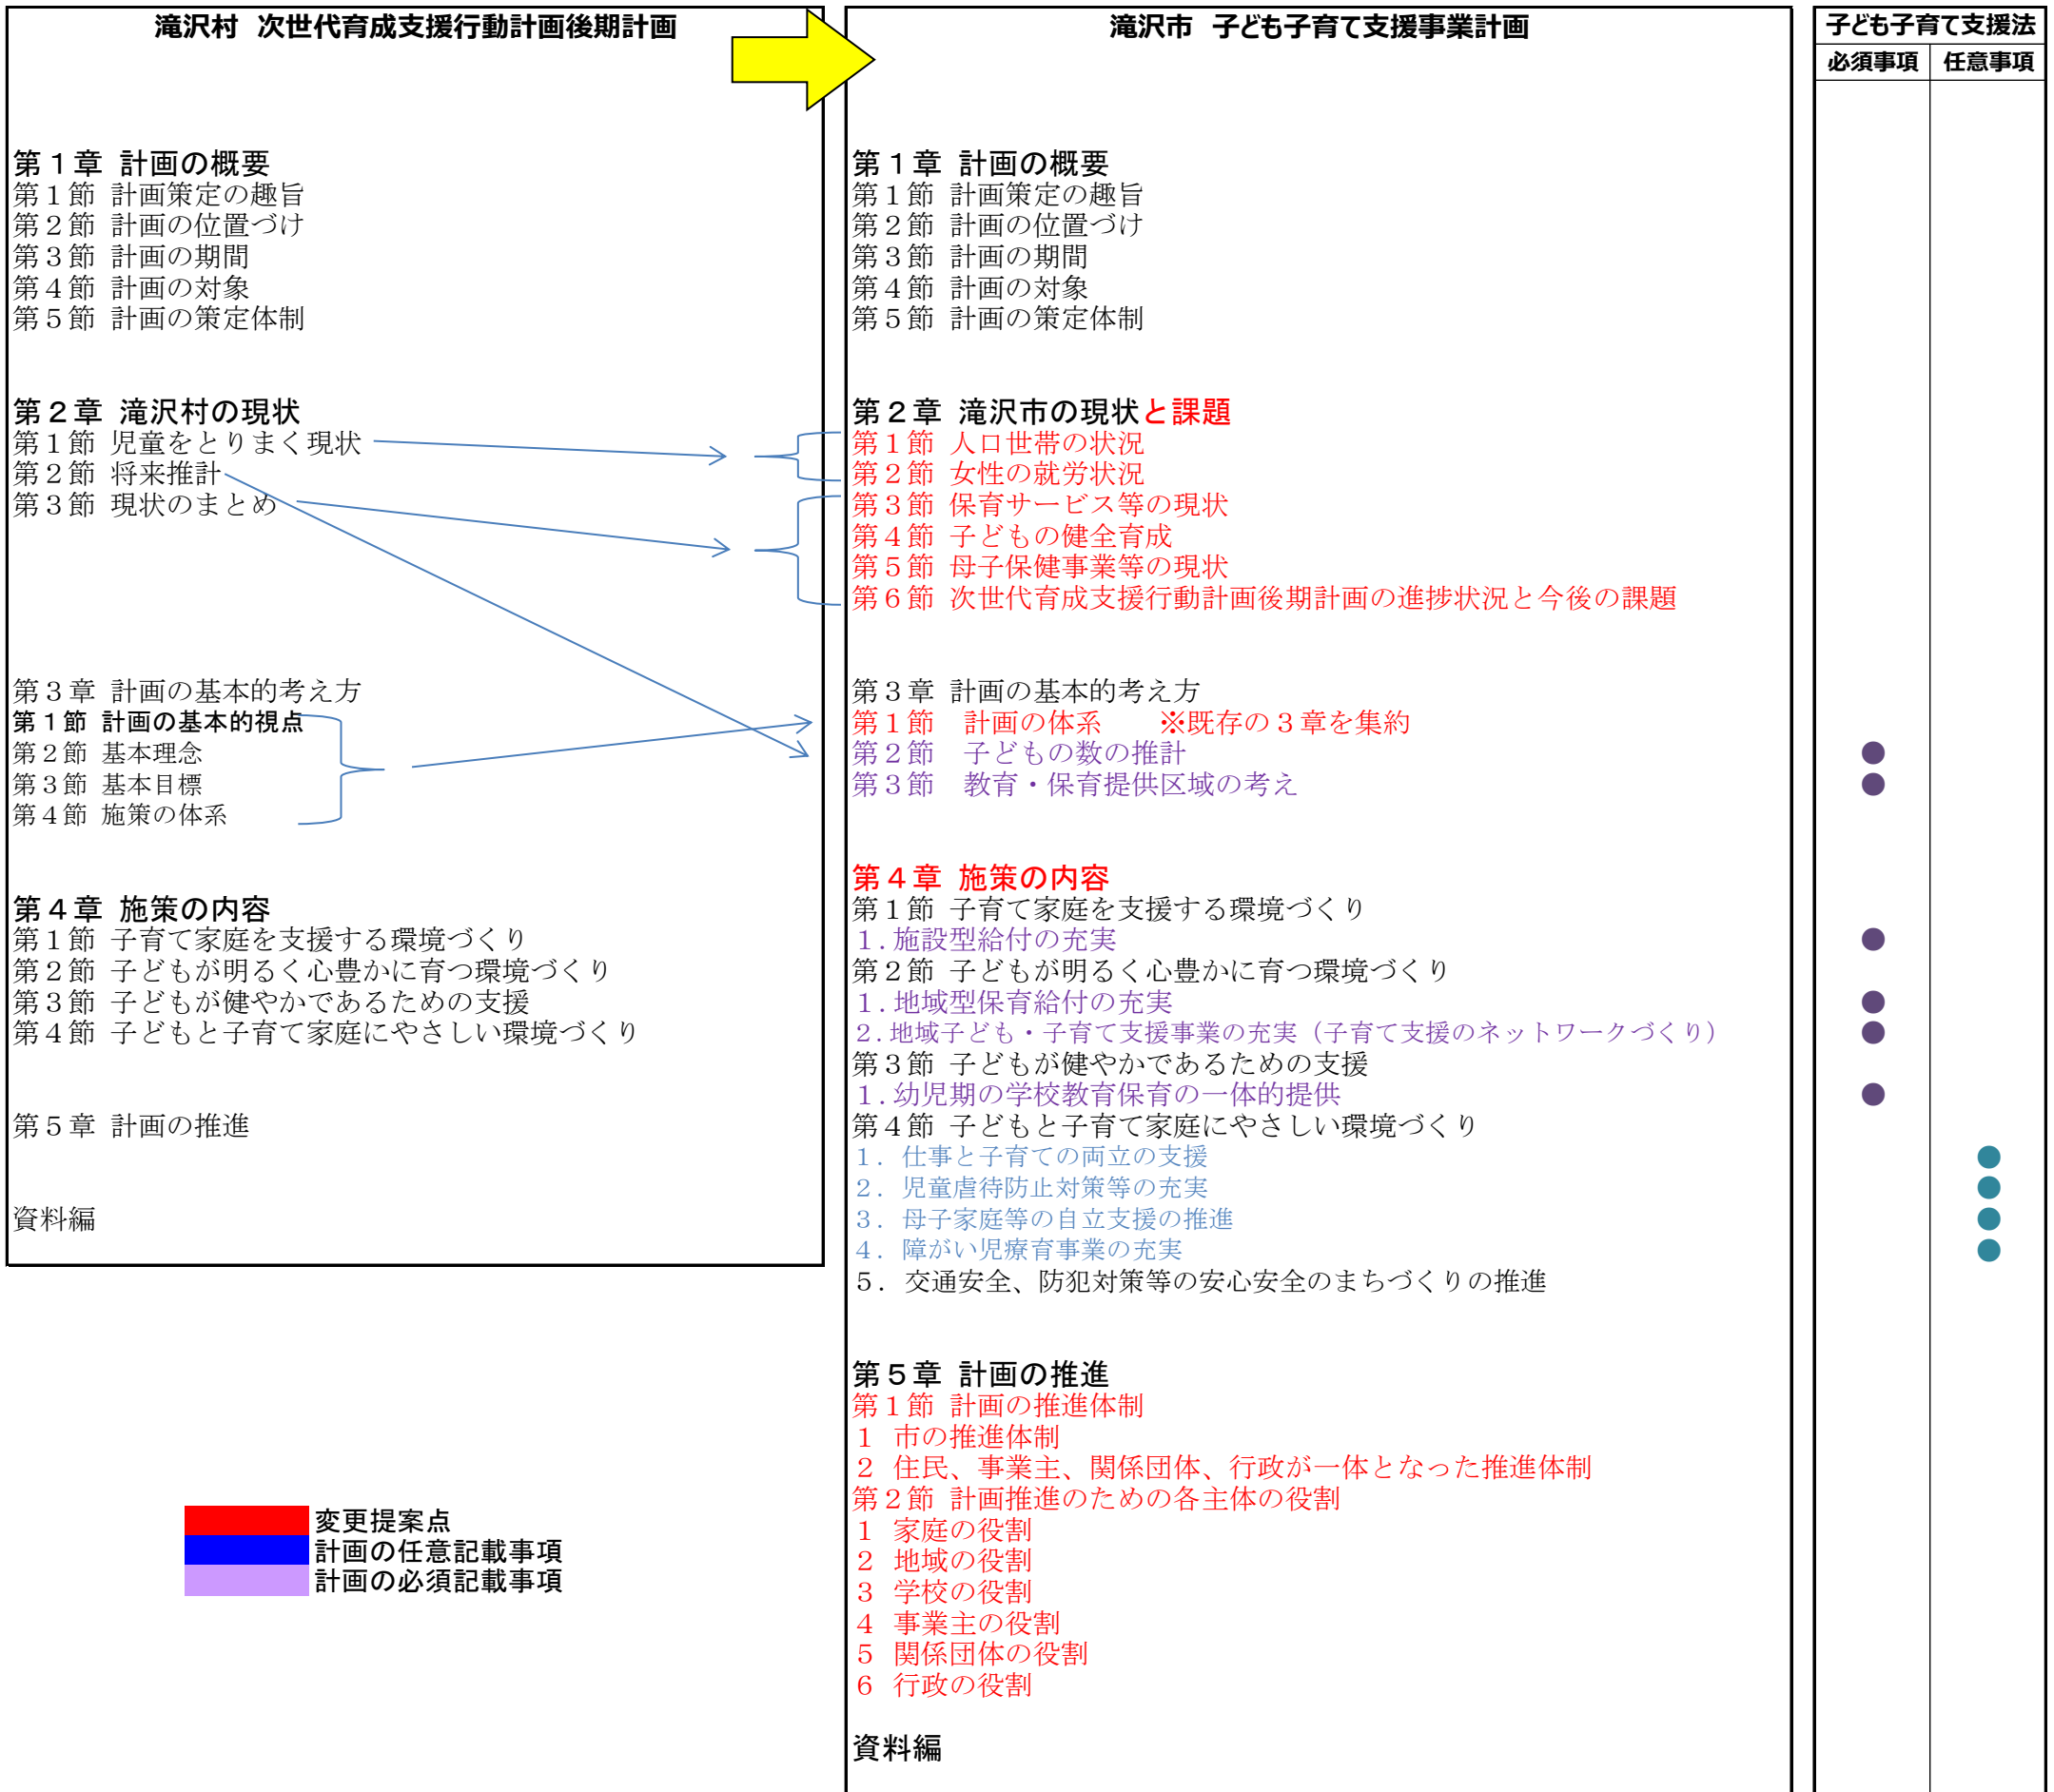 滝沢村 次世代育成支援行動計画後期計画
第１章 計画の概要
第１節 計画策定の趣旨
第２節 計画の位置づけ
第３節 計画の期間
第４節 計画の対象
第５節 計画の策定体制
第２章 滝沢村の現状
第１節 児童をとりまく現状
第２節 将来推計
第３節 現状のまとめ
第３章 計画の基本的考え方
第１節 計画の基本的視点
第２節 基本理念
第３節 基本目標
第４節 施策の体系
第４章 施策の内容
第１節 子育て家庭を支援する環境づくり
第２節 子どもが明るく心豊かに育つ環境づくり
第３節 子どもが健やかであるための支援
第４節 子どもと子育て家庭にやさしい環境づくり
第５章 計画の推進
資料編
滝沢市 子ども子育て支援事業計画
第１章 計画の概要
第１節 計画策定の趣旨
第２節 計画の位置づけ
第３節 計画の期間
第４節 計画の対象
第５節 計画の策定体制
第２章 滝沢市の現状と課題
第１節 人口世帯の状況
第２節 女性の就労状況
第３節 保育サービス等の現状
第４節 子どもの健全育成
第５節 母子保健事業等の現状
第６節 次世代育成支援行動計画後期計画の進捗状況と今後の課題
第３章 計画の基本的考え方
第１節　計画の体系　　※既存の３章を集約
第２節　子どもの数の推計
第３節　教育・保育提供区域の考え
第４章 施策の内容
第１節 子育て家庭を支援する環境づくり
１.施設型給付の充実
第２節 子どもが明るく心豊かに育つ環境づくり
１.地域型保育給付の充実
２.地域子ども・子育て支援事業の充実（子育て支援のネットワークづくり）
第３節 子どもが健やかであるための支援
１.幼児期の学校教育保育の一体的提供
第４節 子どもと子育て家庭にやさしい環境づくり
１. 仕事と子育ての両立の支援
２. 児童虐待防止対策等の充実
３. 母子家庭等の自立支援の推進
４. 障がい児療育事業の充実
５. 交通安全、防犯対策等の安心安全のまちづくりの推進
第５章 計画の推進
第１節 計画の推進体制
１ 市の推進体制
２ 住民、事業主、関係団体、行政が一体となった推進体制
第２節 計画推進のための各主体の役割
１ 家庭の役割
２ 地域の役割
３ 学校の役割
４ 事業主の役割
５ 関係団体の役割
６ 行政の役割
資料編
子ども子育て支援法
必須事項 任意事項
変更提案点
計画の任意記載事項
計画の必須記載事項